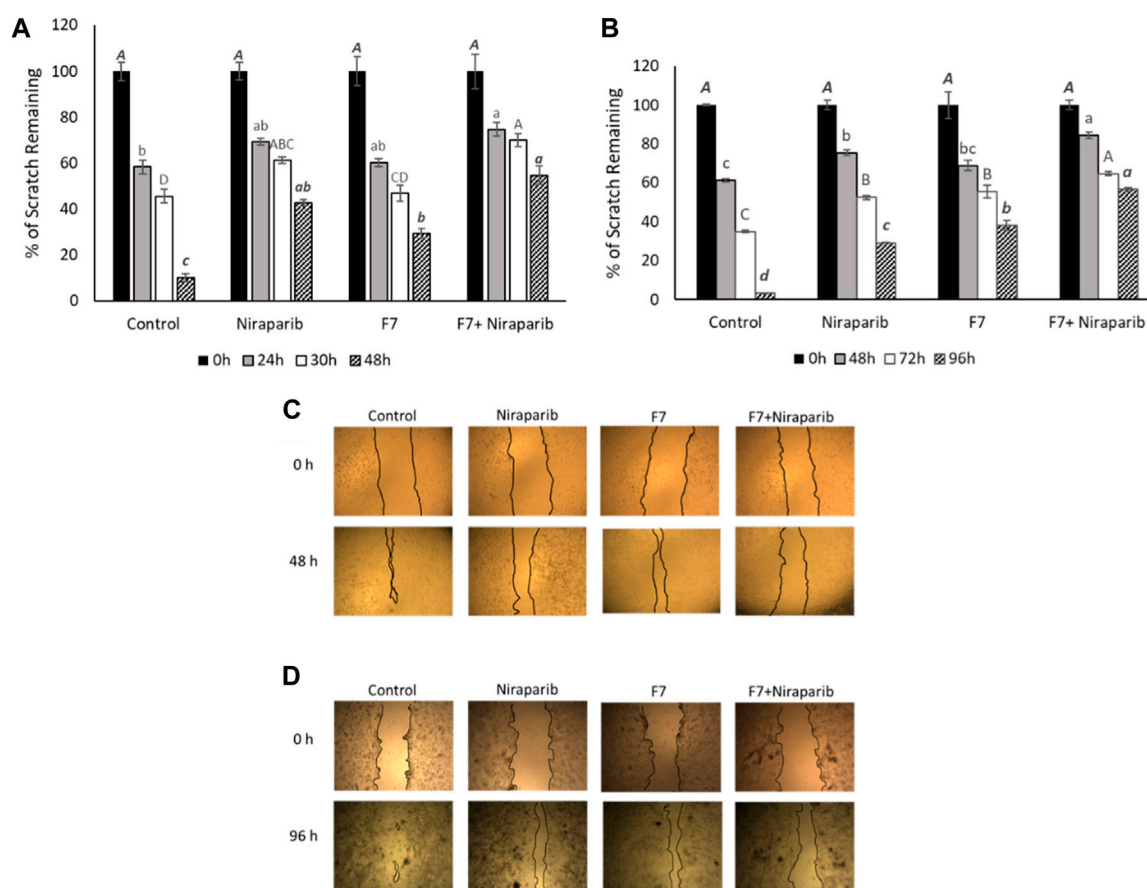 A
% of Scratch Remaining
120
100
80
60
40
20
0
A A A A
b ab ab a
D ABC CD A
c ab b a
Control Niraparib F7 F7+ Niraparib
0h 24h 30h 48h
B
% of Scratch Remaining
120
100
80
60
40
20
0
A A A A
c b bc a
C B B A
d c b a
Control Niraparib F7 F7+ Niraparib
0h 48h 72h 96h
C
Control Niraparib F7 F7+Niraparib
0 h
48 h
D
Control Niraparib F7 F7+Niraparib
0 h
96 h